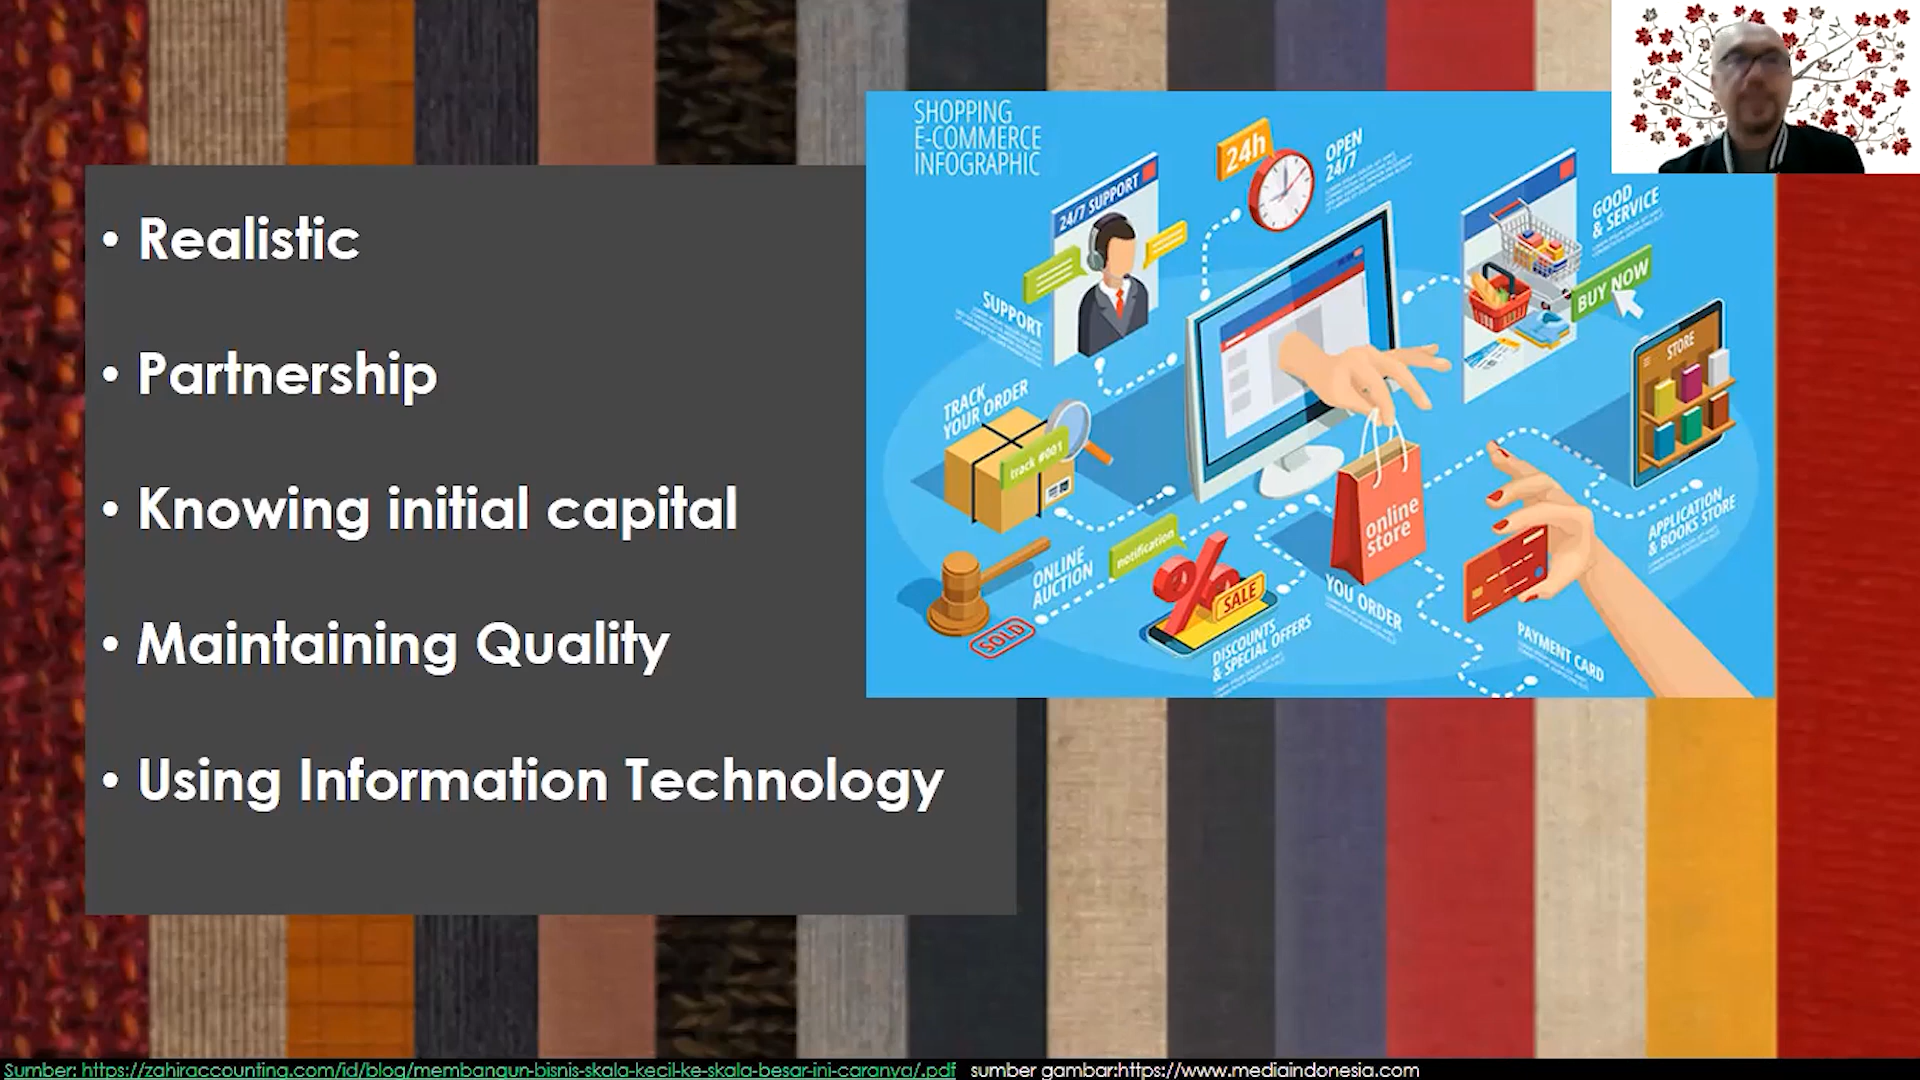 • Realistic
• Partnership
• Knowing initial capital
• Maintaining Quality
• Using Information Technology
SHOPPING
E-COMMERCE
INFOGRAPHIC
24/7 SUPPORT
SUPPORT
24h
OPEN
24/7
GOOD
& SERVICE
BUY NOW
STORE
APPLICATION
& BOOKS STORE
TRACK
YOUR ORDER
track #001
ONLINE
AUCTION
SOLD
notification
SALE
DISCOUNTS
& SPECIAL OFFERS
online
store
YOU ORDER
PAYMENT CARD
Sumber: https://zahiraccounting.com/id/blog/membangun-bisnis-skala-kecil-ke-skala-besar-ini-caranya/.pdf sumber gambar:https://www.mediaindonesia.com